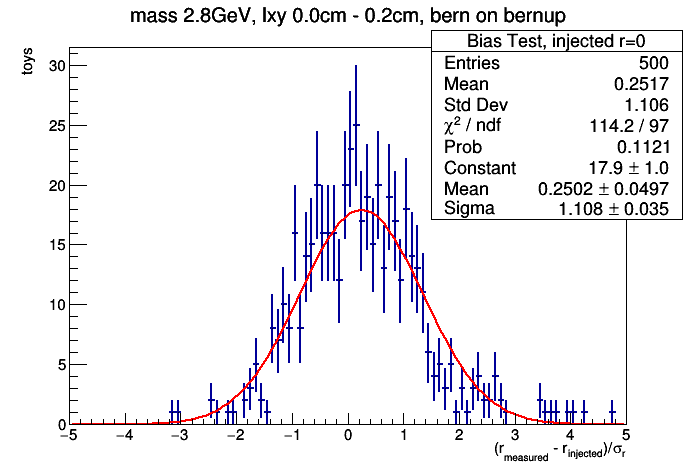 mass 2.8GeV, lxy 0.0cm - 0.2cm, bern on bernup
Bias Test, injected r=0
Entries 500
Mean 0.2517
Std Dev 1.106
χ² / ndf 114.2 / 97
Prob 0.1121
Constant 17.9 ± 1.0
Mean 0.2502 ± 0.0497
Sigma 1.108 ± 0.035
toys
30
25
20
15
10
5
0
−5 −4 −3 −2 −1 0 1 2 3 4 5
(r_measured - r_injected)/σ_r